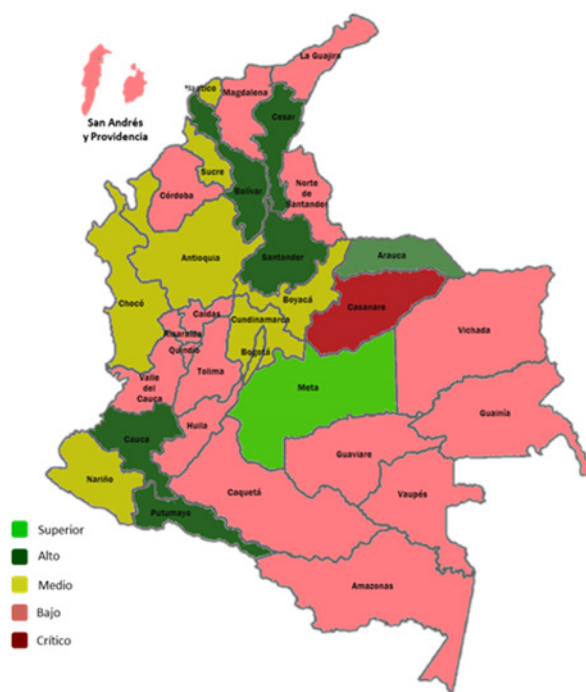 La Guajira
Magdalena
Cesar
San Andrés
y Providencia
Sucre
Córdoba
Bolívar
Norte
de
Santander
Antioquia
Santander
Arauca
Chocó
Boyacá
Casanare
Caldas
Cundinamarca
Risaralda
Vichada
Quindío
Bogotá
Valle
del
Cauca
Tolima
Meta
Guainía
Cauca
Huila
Guaviare
Nariño
Caquetá
Vaupés
Putumayo
Amazonas
Superior
Alto
Medio
Bajo
Crítico